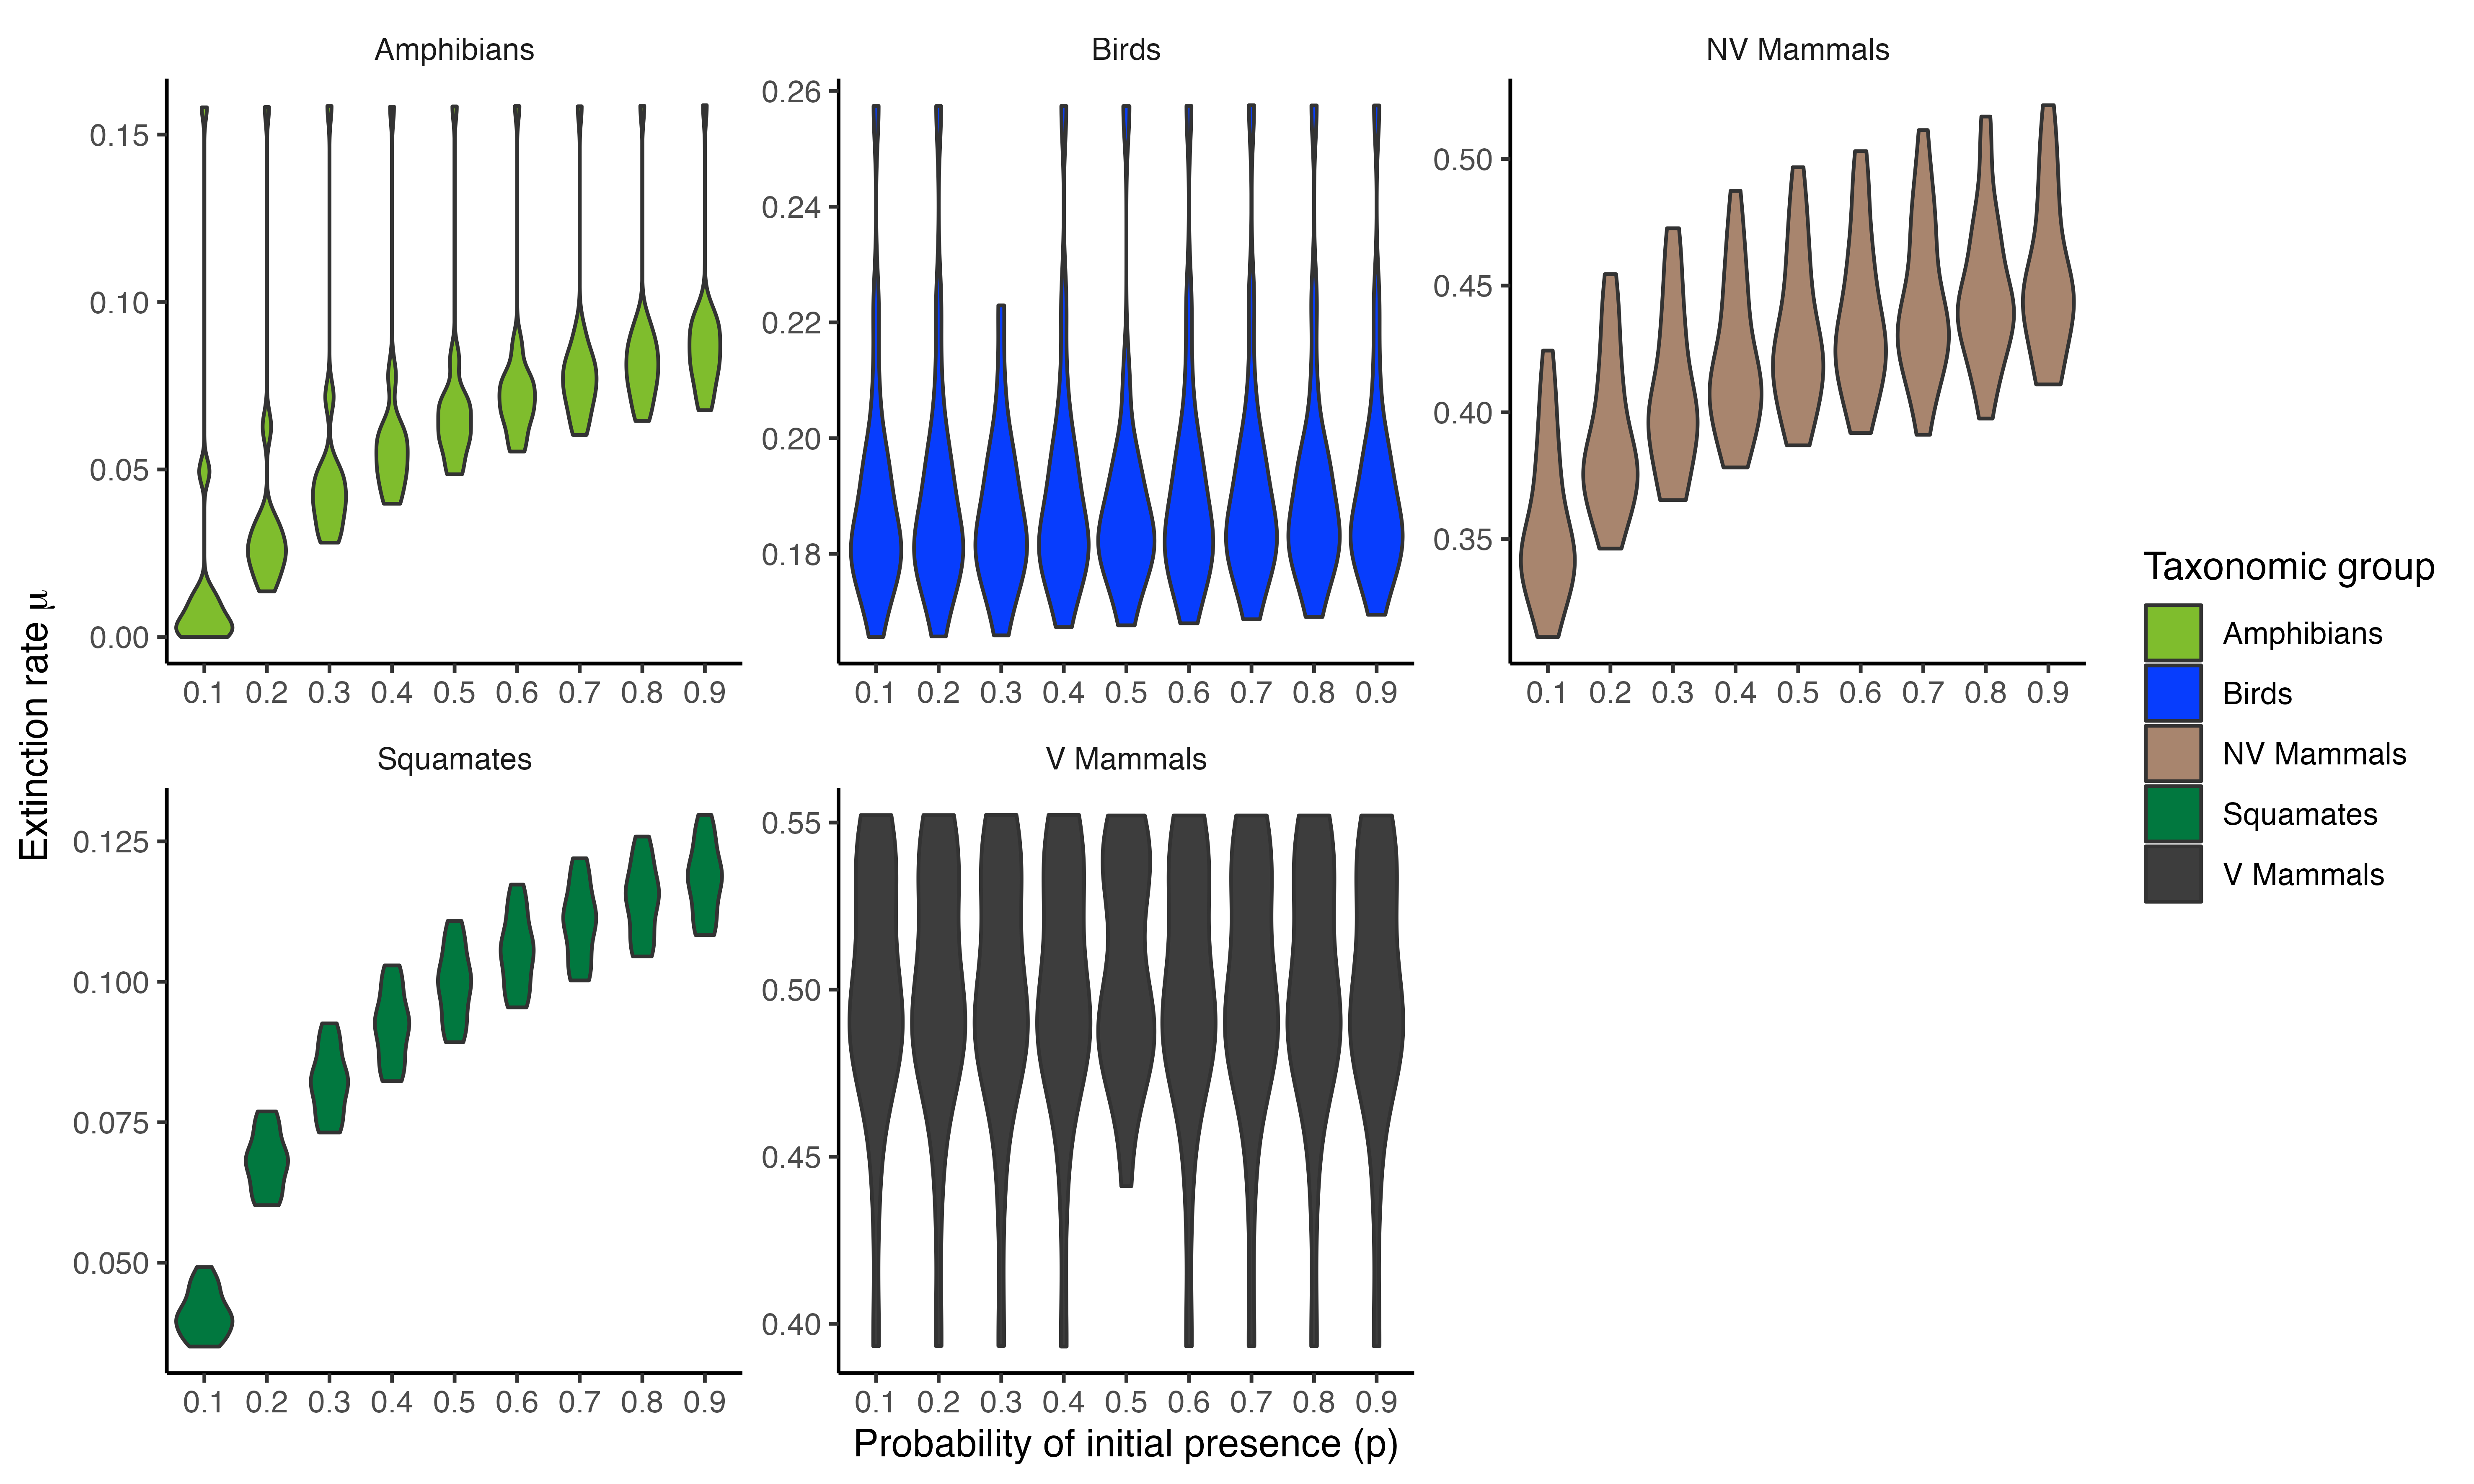 Amphibians
0.15
0.10
0.05
0.00
0.1 0.2 0.3 0.4 0.5 0.6 0.7 0.8 0.9
Birds
0.26
0.24
0.22
0.20
0.18
0.1 0.2 0.3 0.4 0.5 0.6 0.7 0.8 0.9
NV Mammals
0.50
0.45
0.40
0.35
0.1 0.2 0.3 0.4 0.5 0.6 0.7 0.8 0.9
Squamates
0.125
0.100
0.075
0.050
0.1 0.2 0.3 0.4 0.5 0.6 0.7 0.8 0.9
V Mammals
0.55
0.50
0.45
0.40
0.1 0.2 0.3 0.4 0.5 0.6 0.7 0.8 0.9
Extinction rate μ
Probability of initial presence (p)
Taxonomic group
Amphibians
Birds
NV Mammals
Squamates
V Mammals